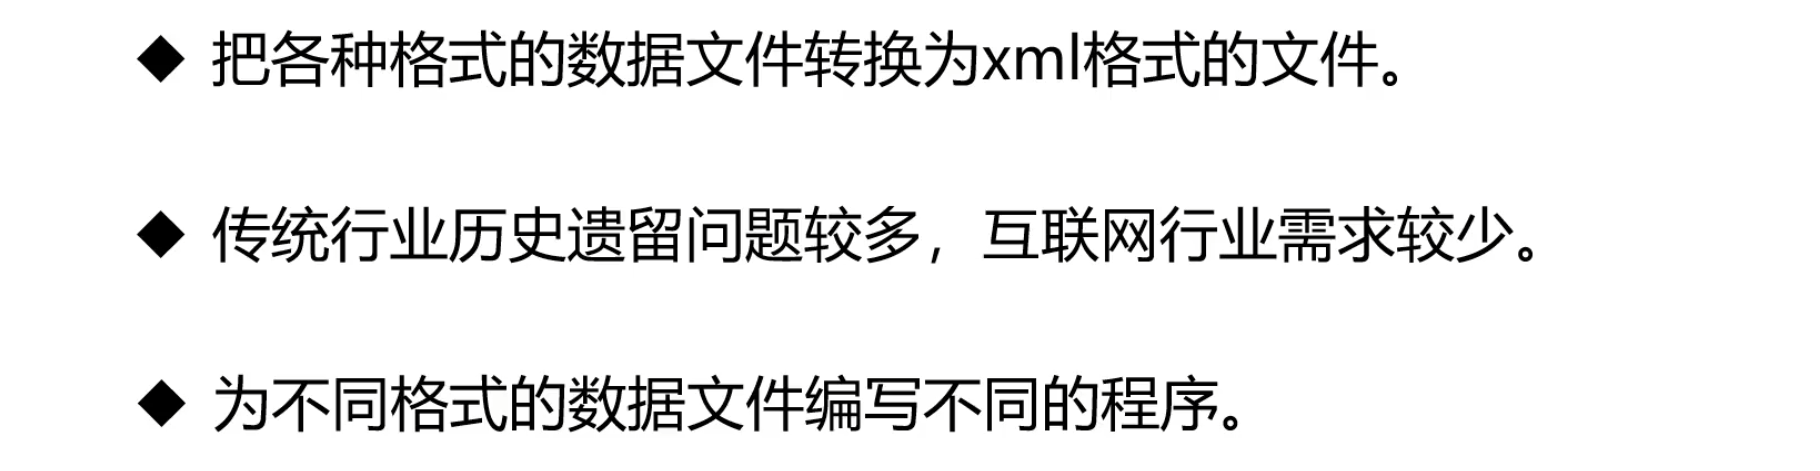 ◆ 把各种格式的数据文件转换为xml格式的文件。
◆ 传统行业历史遗留问题较多，互联网行业需求较少。
◆ 为不同格式的数据文件编写不同的程序。